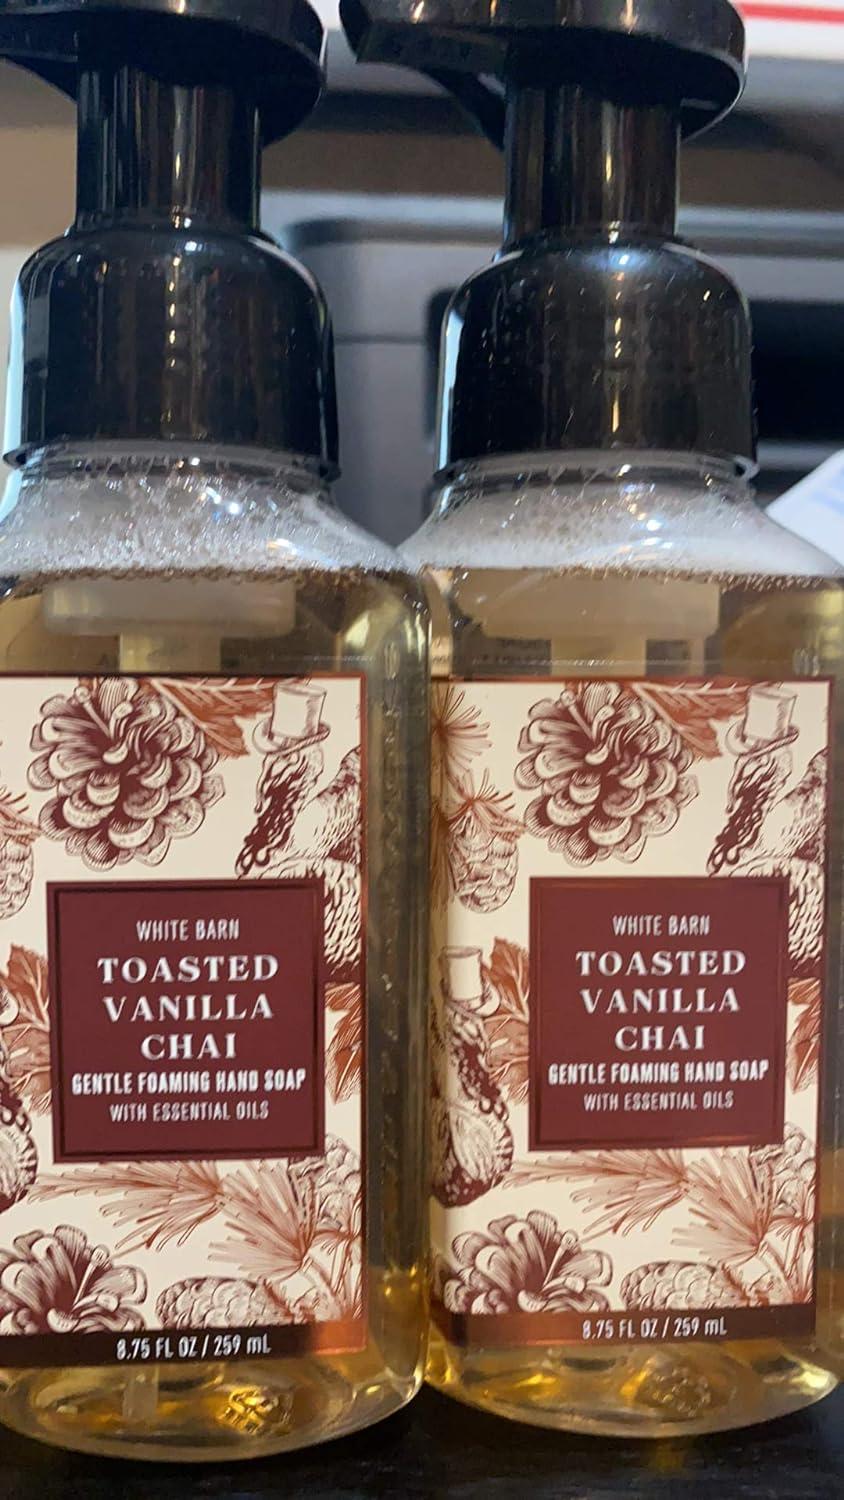 WHITE BARN
TOASTED
VANILLA
CHAI
GENTLE FOAMING HAND SOAP
WITH ESSENTIAL OILS
8.75 FL OZ / 259 mL
WHITE BARN
TOASTED
VANILLA
CHAI
GENTLE FOAMING HAND SOAP
WITH ESSENTIAL OILS
8.75 FL OZ / 259 mL